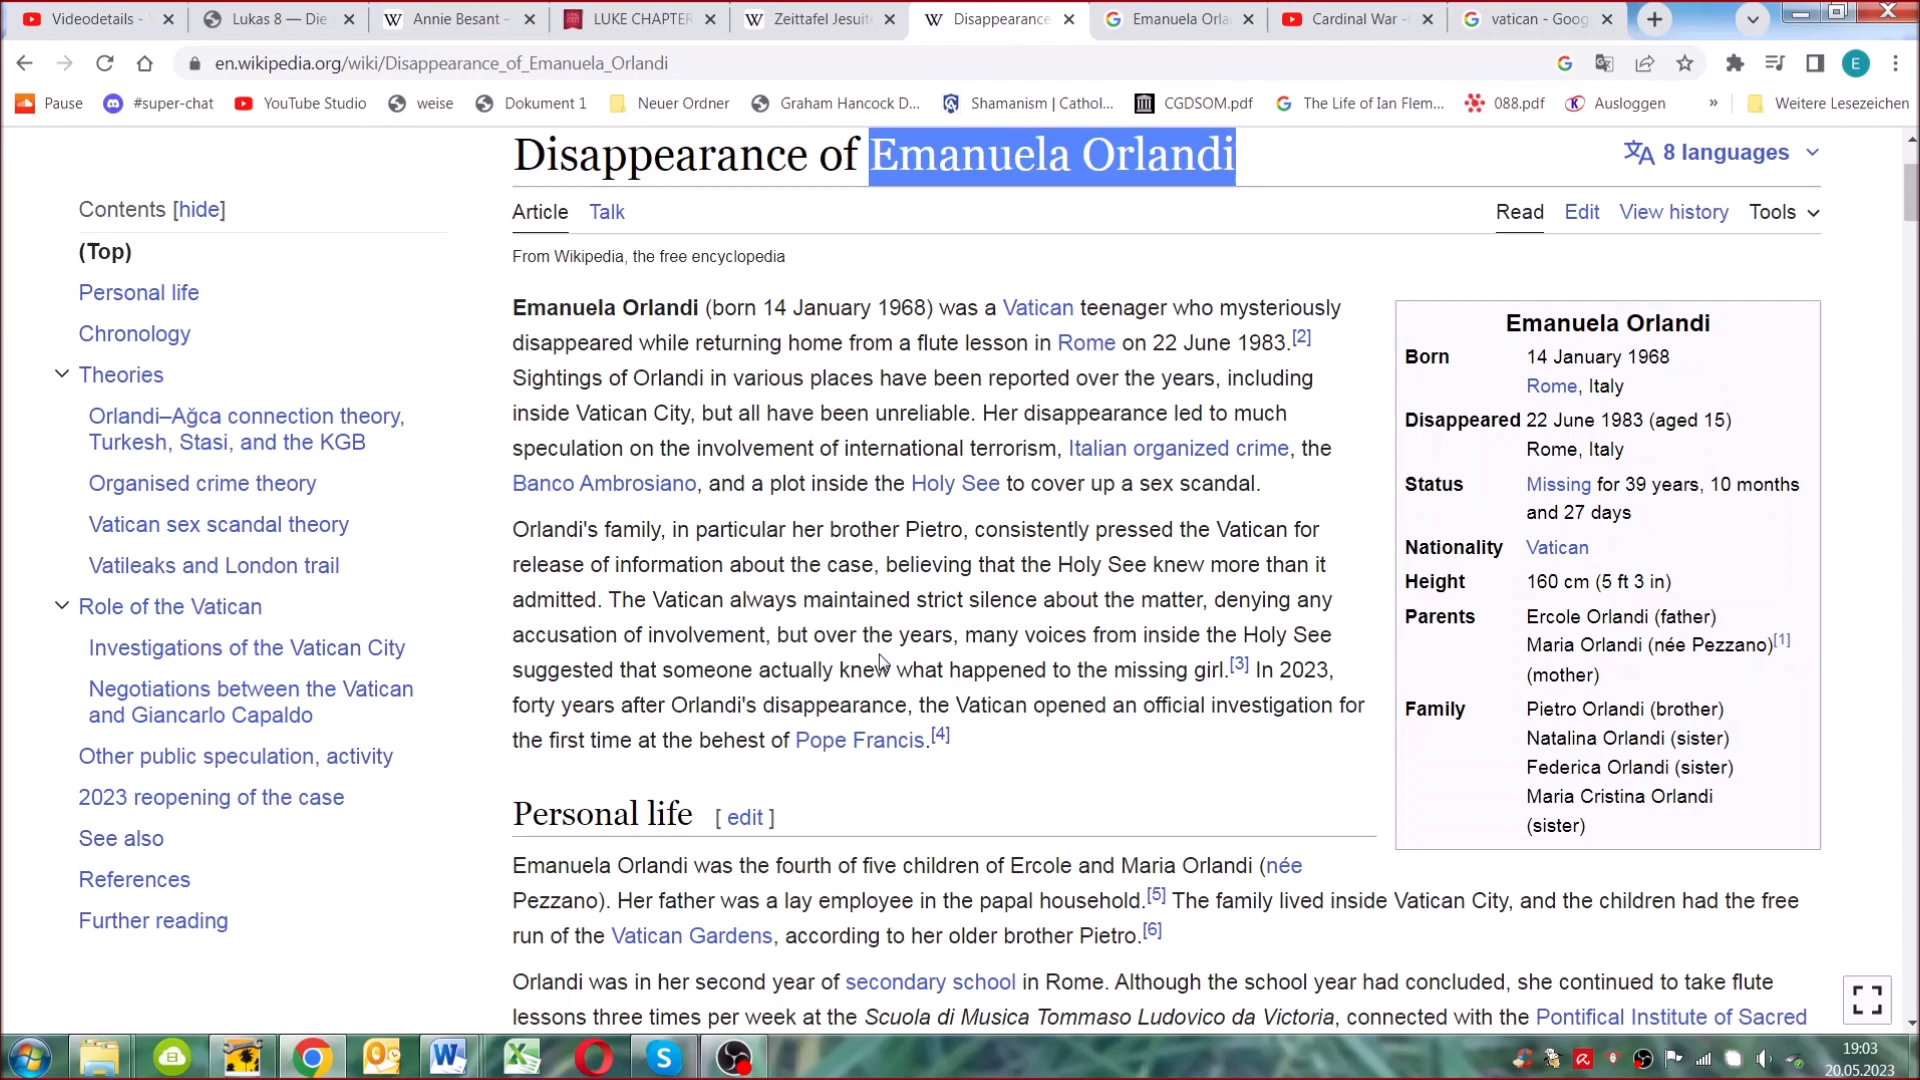 Videodetails -
Lukas 8 — Die
Annie Besant -
LUKE CHAPTER
Zeittafel Jesuit
Disappearance
Emanuela Orla
Cardinal War -
vatican - Goog
en.wikipedia.org/wiki/Disappearance_of_Emanuela_Orlandi
E
Pause
#super-chat
YouTube Studio
weise
Dokument 1
Neuer Ordner
Graham Hancock D...
Shamanism | Cathol...
CGDSOM.pdf
The Life of Ian Flem...
088.pdf
Ausloggen
»
Weitere Lesezeichen
Disappearance of Emanuela Orlandi
8 languages
Article
Talk
Read
Edit
View history
Tools
From Wikipedia, the free encyclopedia
Contents [hide]
(Top)
Personal life
Chronology
Theories
Orlandi–Ağca connection theory,
Turkesh, Stasi, and the KGB
Organised crime theory
Vatican sex scandal theory
Vatileaks and London trail
Role of the Vatican
Investigations of the Vatican City
Negotiations between the Vatican
and Giancarlo Capaldo
Other public speculation, activity
2023 reopening of the case
See also
References
Further reading
Emanuela Orlandi (born 14 January 1968) was a Vatican teenager who mysteriously
disappeared while returning home from a flute lesson in Rome on 22 June 1983.[2]
Sightings of Orlandi in various places have been reported over the years, including
inside Vatican City, but all have been unreliable. Her disappearance led to much
speculation on the involvement of international terrorism, Italian organized crime, the
Banco Ambrosiano, and a plot inside the Holy See to cover up a sex scandal.
Orlandi's family, in particular her brother Pietro, consistently pressed the Vatican for
release of information about the case, believing that the Holy See knew more than it
admitted. The Vatican always maintained strict silence about the matter, denying any
accusation of involvement, but over the years, many voices from inside the Holy See
suggested that someone actually knew what happened to the missing girl.[3] In 2023,
forty years after Orlandi's disappearance, the Vatican opened an official investigation for
the first time at the behest of Pope Francis.[4]
Emanuela Orlandi
Born 14 January 1968
Rome, Italy
Disappeared 22 June 1983 (aged 15)
Rome, Italy
Status Missing for 39 years, 10 months
and 27 days
Nationality Vatican
Height 160 cm (5 ft 3 in)
Parents Ercole Orlandi (father)
Maria Orlandi (née Pezzano)[1]
(mother)
Family Pietro Orlandi (brother)
Natalina Orlandi (sister)
Federica Orlandi (sister)
Maria Cristina Orlandi
(sister)
Personal life [ edit ]
Emanuela Orlandi was the fourth of five children of Ercole and Maria Orlandi (née
Pezzano). Her father was a lay employee in the papal household.[5] The family lived inside Vatican City, and the children had the free
run of the Vatican Gardens, according to her older brother Pietro.[6]
Orlandi was in her second year of secondary school in Rome. Although the school year had concluded, she continued to take flute
lessons three times per week at the Scuola di Musica Tommaso Ludovico da Victoria, connected with the Pontifical Institute of Sacred
19:03
20.05.2023